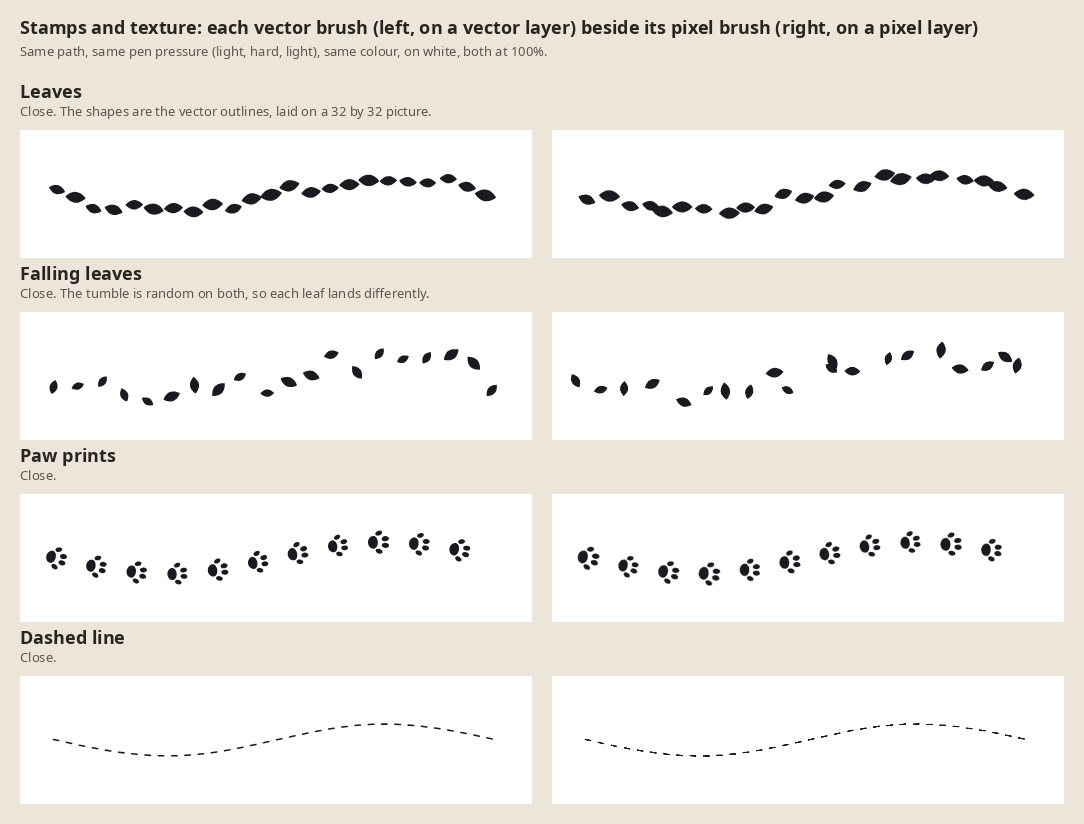 Stamps and texture: each vector brush (left, on a vector layer) beside its pixel brush (right, on a pixel layer)
Same path, same pen pressure (light, hard, light), same colour, on white, both at 100%.
Leaves
Close. The shapes are the vector outlines, laid on a 32 by 32 picture.
Falling leaves
Close. The tumble is random on both, so each leaf lands differently.
Paw prints
Close.
Dashed line
Close.